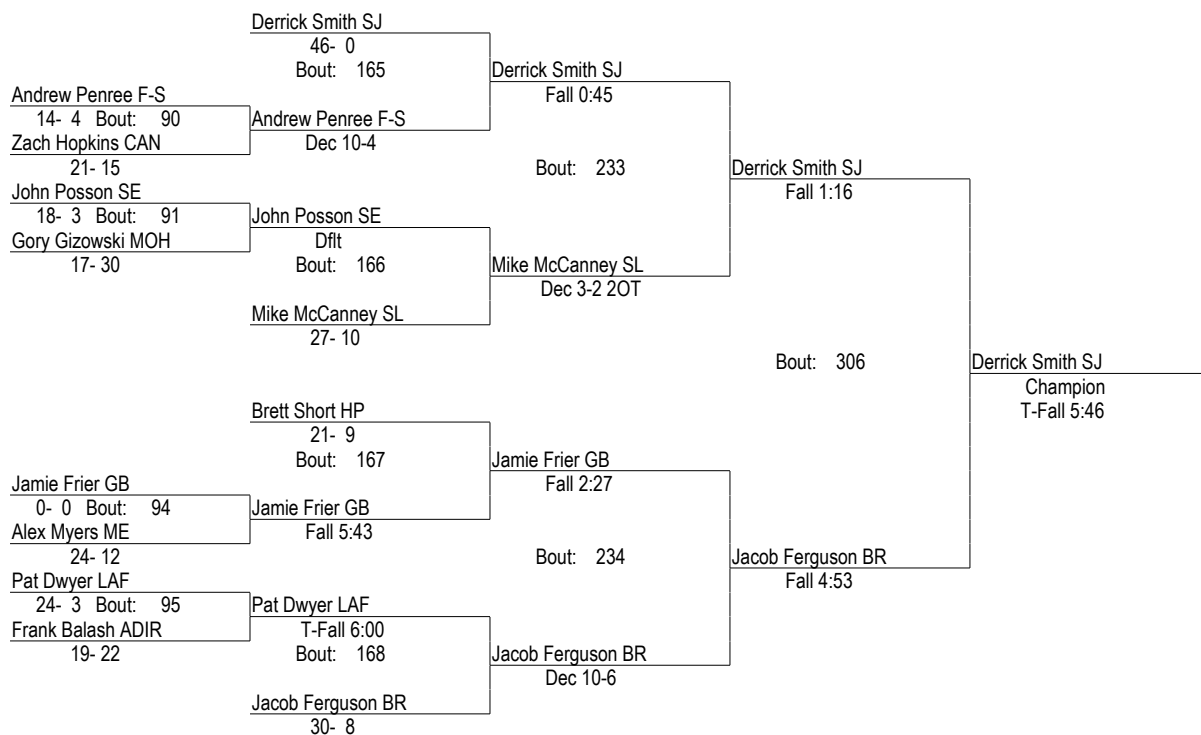 Derrick Smith SJ
46- 0
Bout: 165
Derrick Smith SJ
Fall 0:45
Andrew Penree F-S
14- 4 Bout: 90
Andrew Penree F-S
Dec 10-4
Zach Hopkins CAN
21- 15
Bout: 233
Derrick Smith SJ
Fall 1:16
John Posson SE
18- 3 Bout: 91
John Posson SE
Dflt
Gory Gizowski MOH
17- 30
Bout: 166
Mike McCanney SL
Dec 3-2 2OT
Mike McCanney SL
27- 10
Bout: 306
Derrick Smith SJ
Champion
T-Fall 5:46
Brett Short HP
21- 9
Bout: 167
Jamie Frier GB
Fall 2:27
Jamie Frier GB
0- 0 Bout: 94
Jamie Frier GB
Fall 5:43
Alex Myers ME
24- 12
Bout: 234
Jacob Ferguson BR
Fall 4:53
Pat Dwyer LAF
24- 3 Bout: 95
Pat Dwyer LAF
T-Fall 6:00
Frank Balash ADIR
19- 22
Bout: 168
Jacob Ferguson BR
Dec 10-6
Jacob Ferguson BR
30- 8